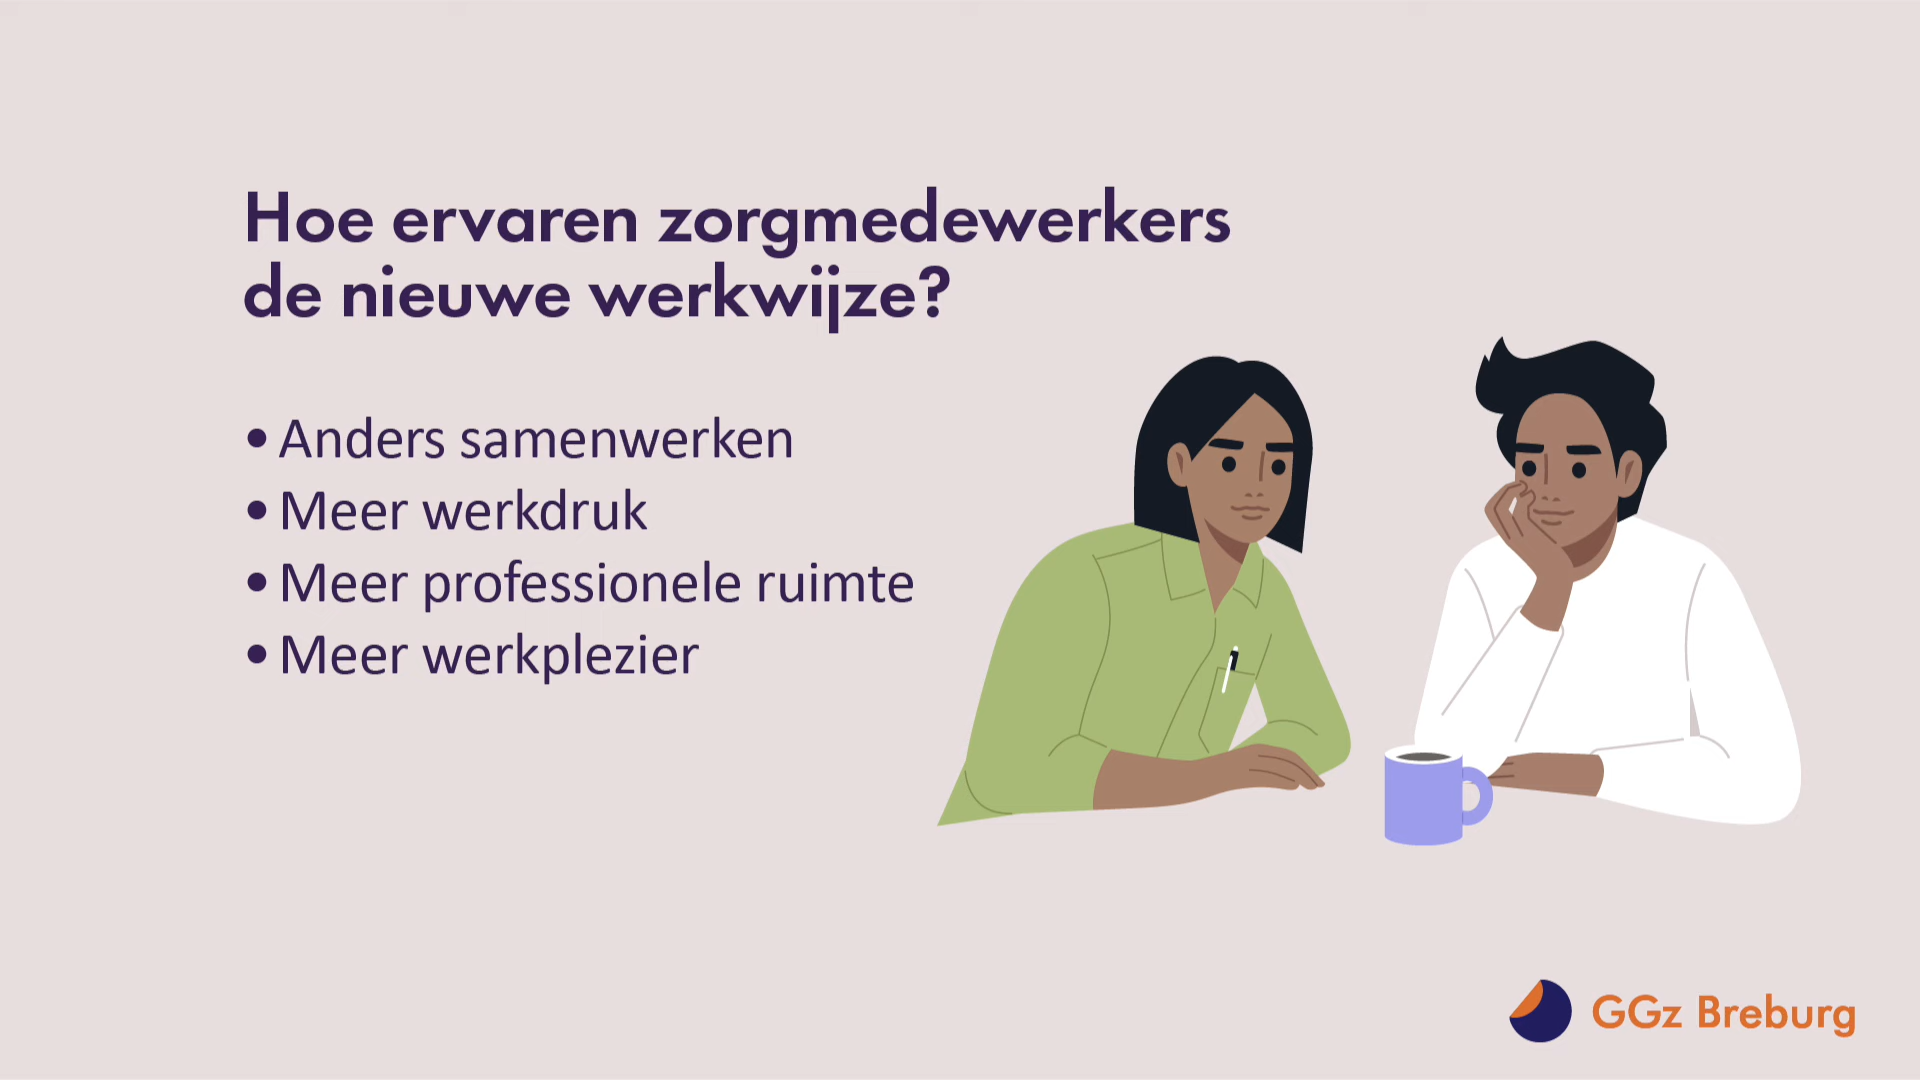 Hoe ervaren zorgmedewerkers
de nieuwe werkwijze?
• Anders samenwerken
• Meer werkdruk
• Meer professionele ruimte
• Meer werkplezier
GGz Breburg